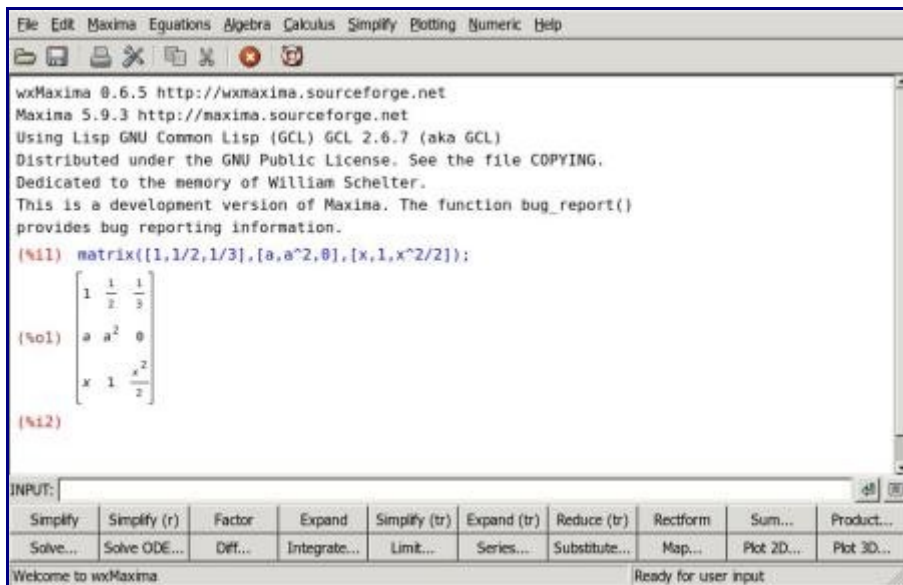 File Edit Maxima Equations Algebra Calculus Simplify Plotting Numeric Help
wxMaxima 0.6.5 http://wxmaxima.sourceforge.net
Maxima 5.9.3 http://maxima.sourceforge.net
Using Lisp GNU Common Lisp (GCL) GCL 2.6.7 (aka GCL)
Distributed under the GNU Public License. See the file COPYING.
Dedicated to the memory of William Schelter.
This is a development version of Maxima. The function bug_report()
provides bug reporting information.
(%i1) matrix([1,1/2,1/3],[a,a^2,0],[x,1,x^2/2]);
1 1/2 1/3
(%o1) a a² 0
x 1 x²/2
(%i2)
INPUT:
Simplify Simplify (r) Factor Expand Simplify (tr) Expand (tr) Reduce (tr) Rectform Sum... Product...
Solve... Solve ODE... Diff... Integrate... Limit... Series... Substitute... Map... Plot 2D... Plot 3D...
Welcome to wxMaxima Ready for user input